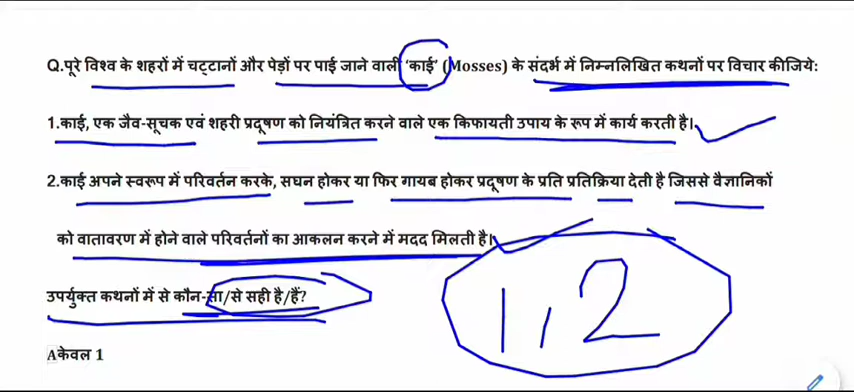 Q.पूरे विश्व के शहरों में चट्टानों और पेड़ों पर पाई जाने वाली 'काई' (Mosses) के संदर्भ में निम्नलिखित कथनों पर विचार कीजिये:
1.काई, एक जैव-सूचक एवं शहरी प्रदूषण को नियंत्रित करने वाले एक किफायती उपाय के रूप में कार्य करती है।
2.काई अपने स्वरूप में परिवर्तन करके, सघन होकर या फिर गायब होकर प्रदूषण के प्रति प्रतिक्रिया देती है जिससे वैज्ञानिकों
को वातावरण में होने वाले परिवर्तनों का आकलन करने में मदद मिलती है।
उपर्युक्त कथनों में से कौन-सा/से सही है/हैं?
1, 2
Aकेवल 1